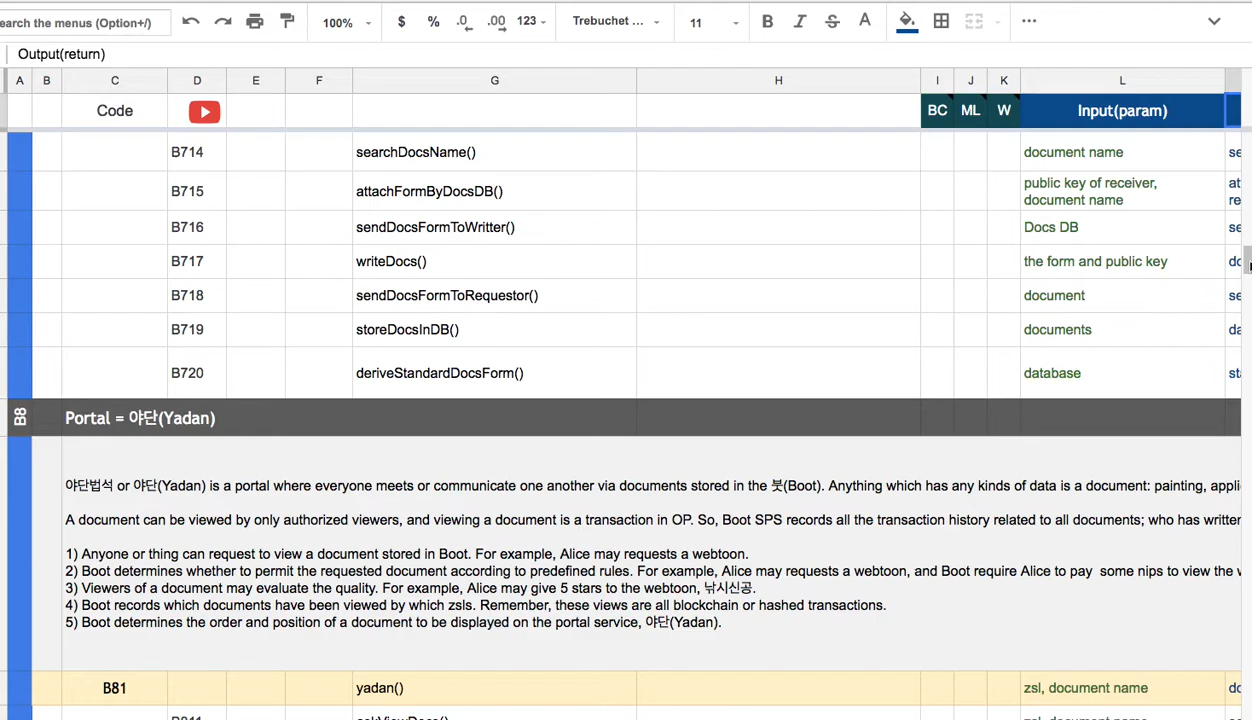 earch the menus (Option+/)
100%
$ % .0 .00 123
Trebuchet ...
11
B I S A
Output(return)
A B C D E F G H I J K L
Code BC ML W Input(param)
B714 searchDocsName() document name se
B715 attachFormByDocsDB() public key of receiver, at
document name re
B716 sendDocsFormToWritter() Docs DB se
B717 writeDocs() the form and public key do
B718 sendDocsFormToRequestor() document se
B719 storeDocsInDB() documents da
B720 deriveStandardDocsForm() database st
B8 Portal = 야단(Yadan)
야단법석 or 야단(Yadan) is a portal where everyone meets or communicate one another via documents stored in the 붓(Boot). Anything which has any kinds of data is a document: painting, appli
A document can be viewed by only authorized viewers, and viewing a document is a transaction in OP. So, Boot SPS records all the transaction history related to all documents; who has written
1) Anyone or thing can request to view a document stored in Boot. For example, Alice may requests a webtoon.
2) Boot determines whether to permit the requested document according to predefined rules. For example, Alice may requests a webtoon, and Boot require Alice to pay some nips to view the w
3) Viewers of a document may evaluate the quality. For example, Alice may give 5 stars to the webtoon, 낚시신공.
4) Boot records which documents have been viewed by which zsls. Remember, these views are all blockchain or hashed transactions.
5) Boot determines the order and position of a document to be displayed on the portal service, 야단(Yadan).
B81 yadan() zsl, document name do